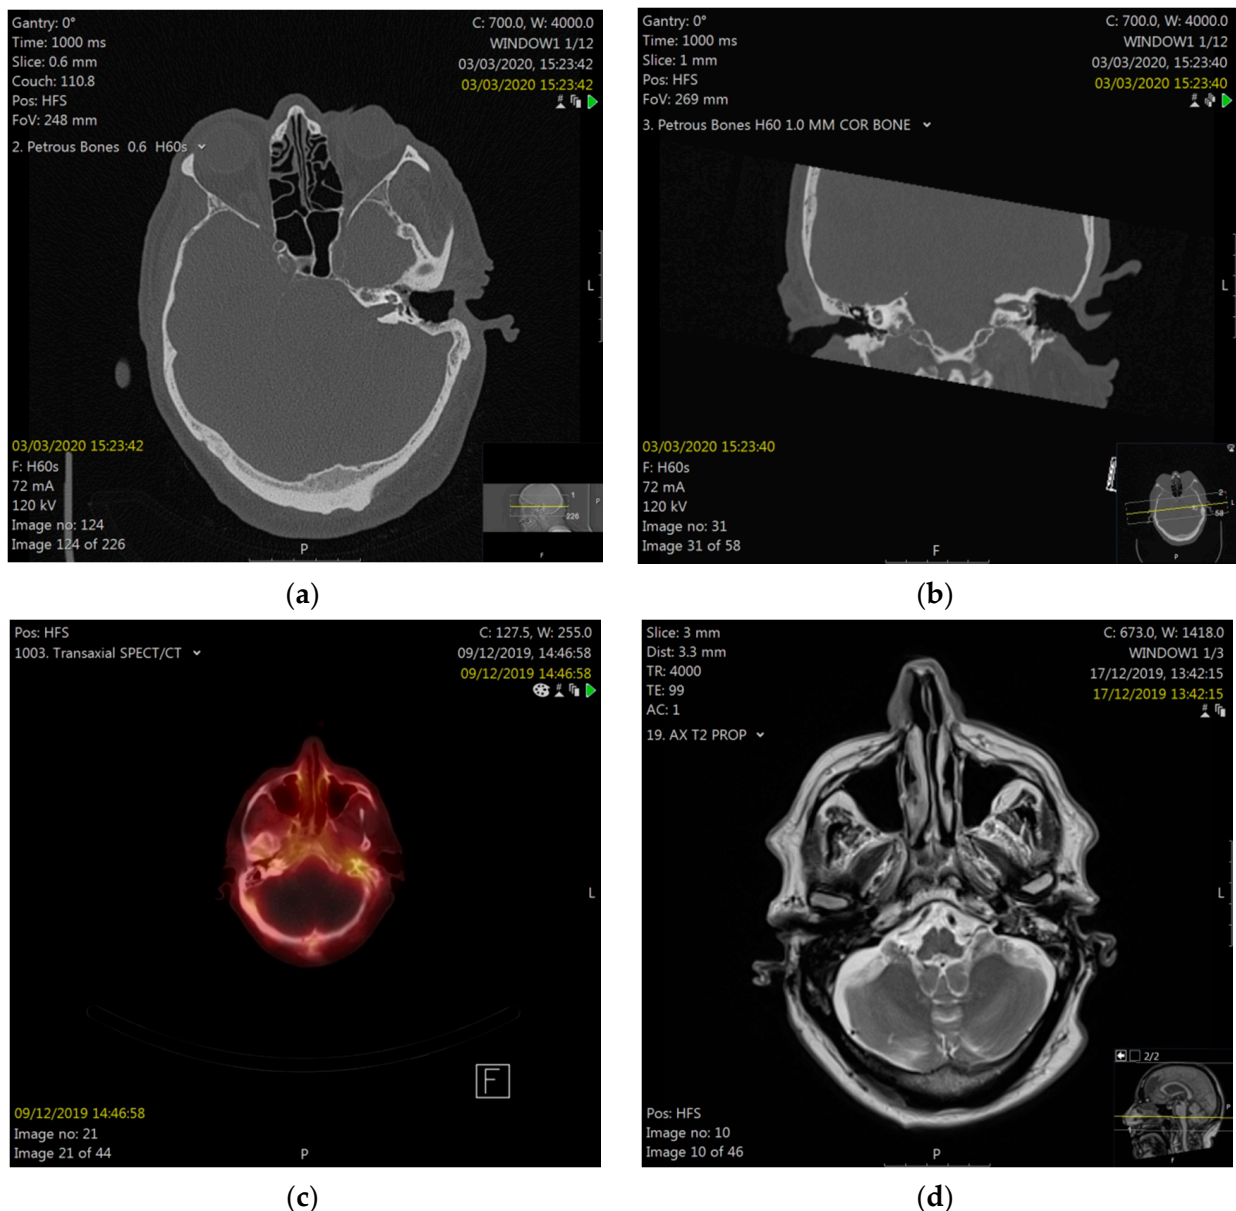 Gantry: 0°
Time: 1000 ms
Slice: 0.6 mm
Couch: 110.8
Pos: HFS
FoV: 248 mm
2. Petrous Bones 0.6 H60s
C: 700.0, W: 4000.0
WINDOW1 1/12
03/03/2020, 15:23:42
03/03/2020 15:23:42
L
03/03/2020 15:23:42
F: H60s
72 mA
120 kV
Image no: 124
Image 124 of 226
P
1
226
P
F
(a)
Gantry: 0°
Time: 1000 ms
Slice: 1 mm
Pos: HFS
FoV: 269 mm
3. Petrous Bones H60 1.0 MM COR BONE
C: 700.0, W: 4000.0
WINDOW1 1/12
03/03/2020, 15:23:40
03/03/2020 15:23:40
L
03/03/2020 15:23:40
F: H60s
72 mA
120 kV
Image no: 31
Image 31 of 58
F
2
L
58
P
(b)
Pos: HFS
1003. Transaxial SPECT/CT
C: 127.5, W: 255.0
09/12/2019, 14:46:58
09/12/2019 14:46:58
L
F
09/12/2019 14:46:58
Image no: 21
Image 21 of 44
P
(c)
Slice: 3 mm
Dist: 3.3 mm
TR: 4000
TE: 99
AC: 1
19. AX T2 PROP
C: 673.0, W: 1418.0
WINDOW1 1/3
17/12/2019, 13:42:15
17/12/2019 13:42:15
L
Pos: HFS
Image no: 10
Image 10 of 46
P
2/2
P
F
(d)